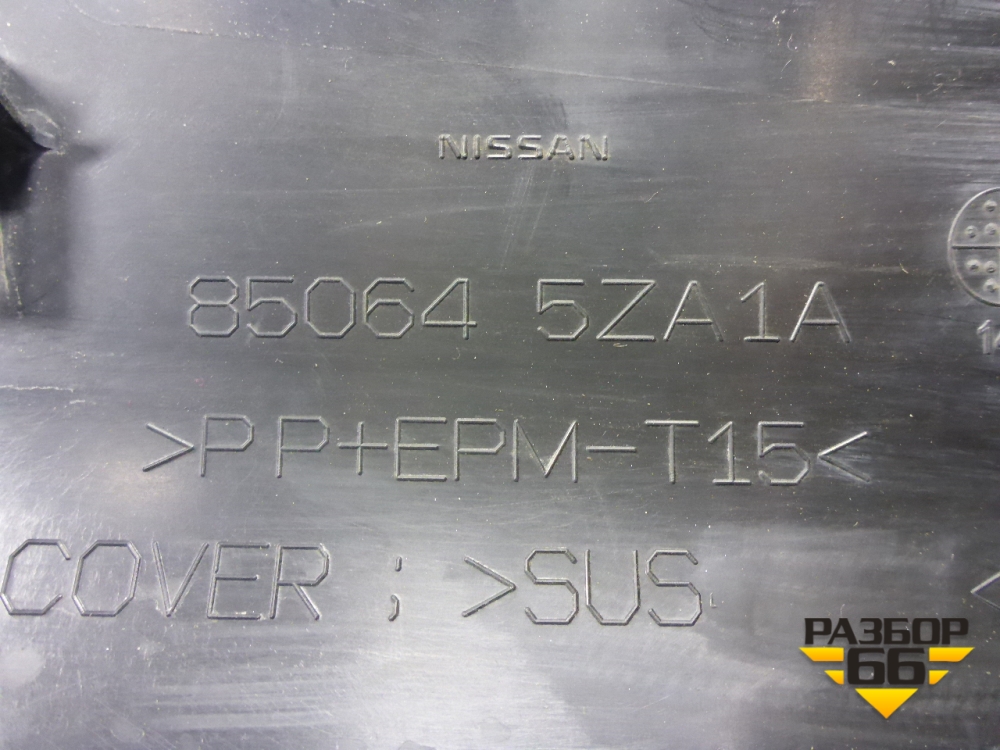 NISSAN
85064 5ZA1A
>PP+EPM-T15<
COVER ; >SUS
РАЗБОР
66